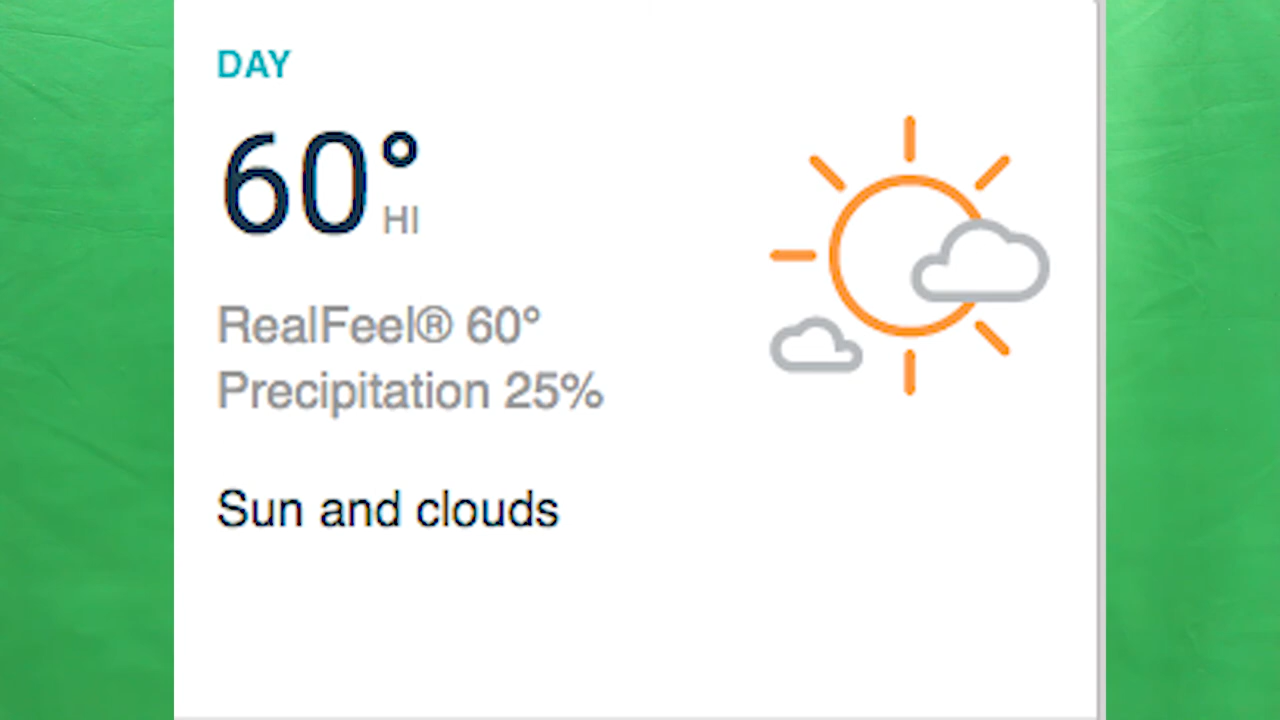 DAY
60°
HI
RealFeel® 60°
Precipitation 25%
Sun and clouds